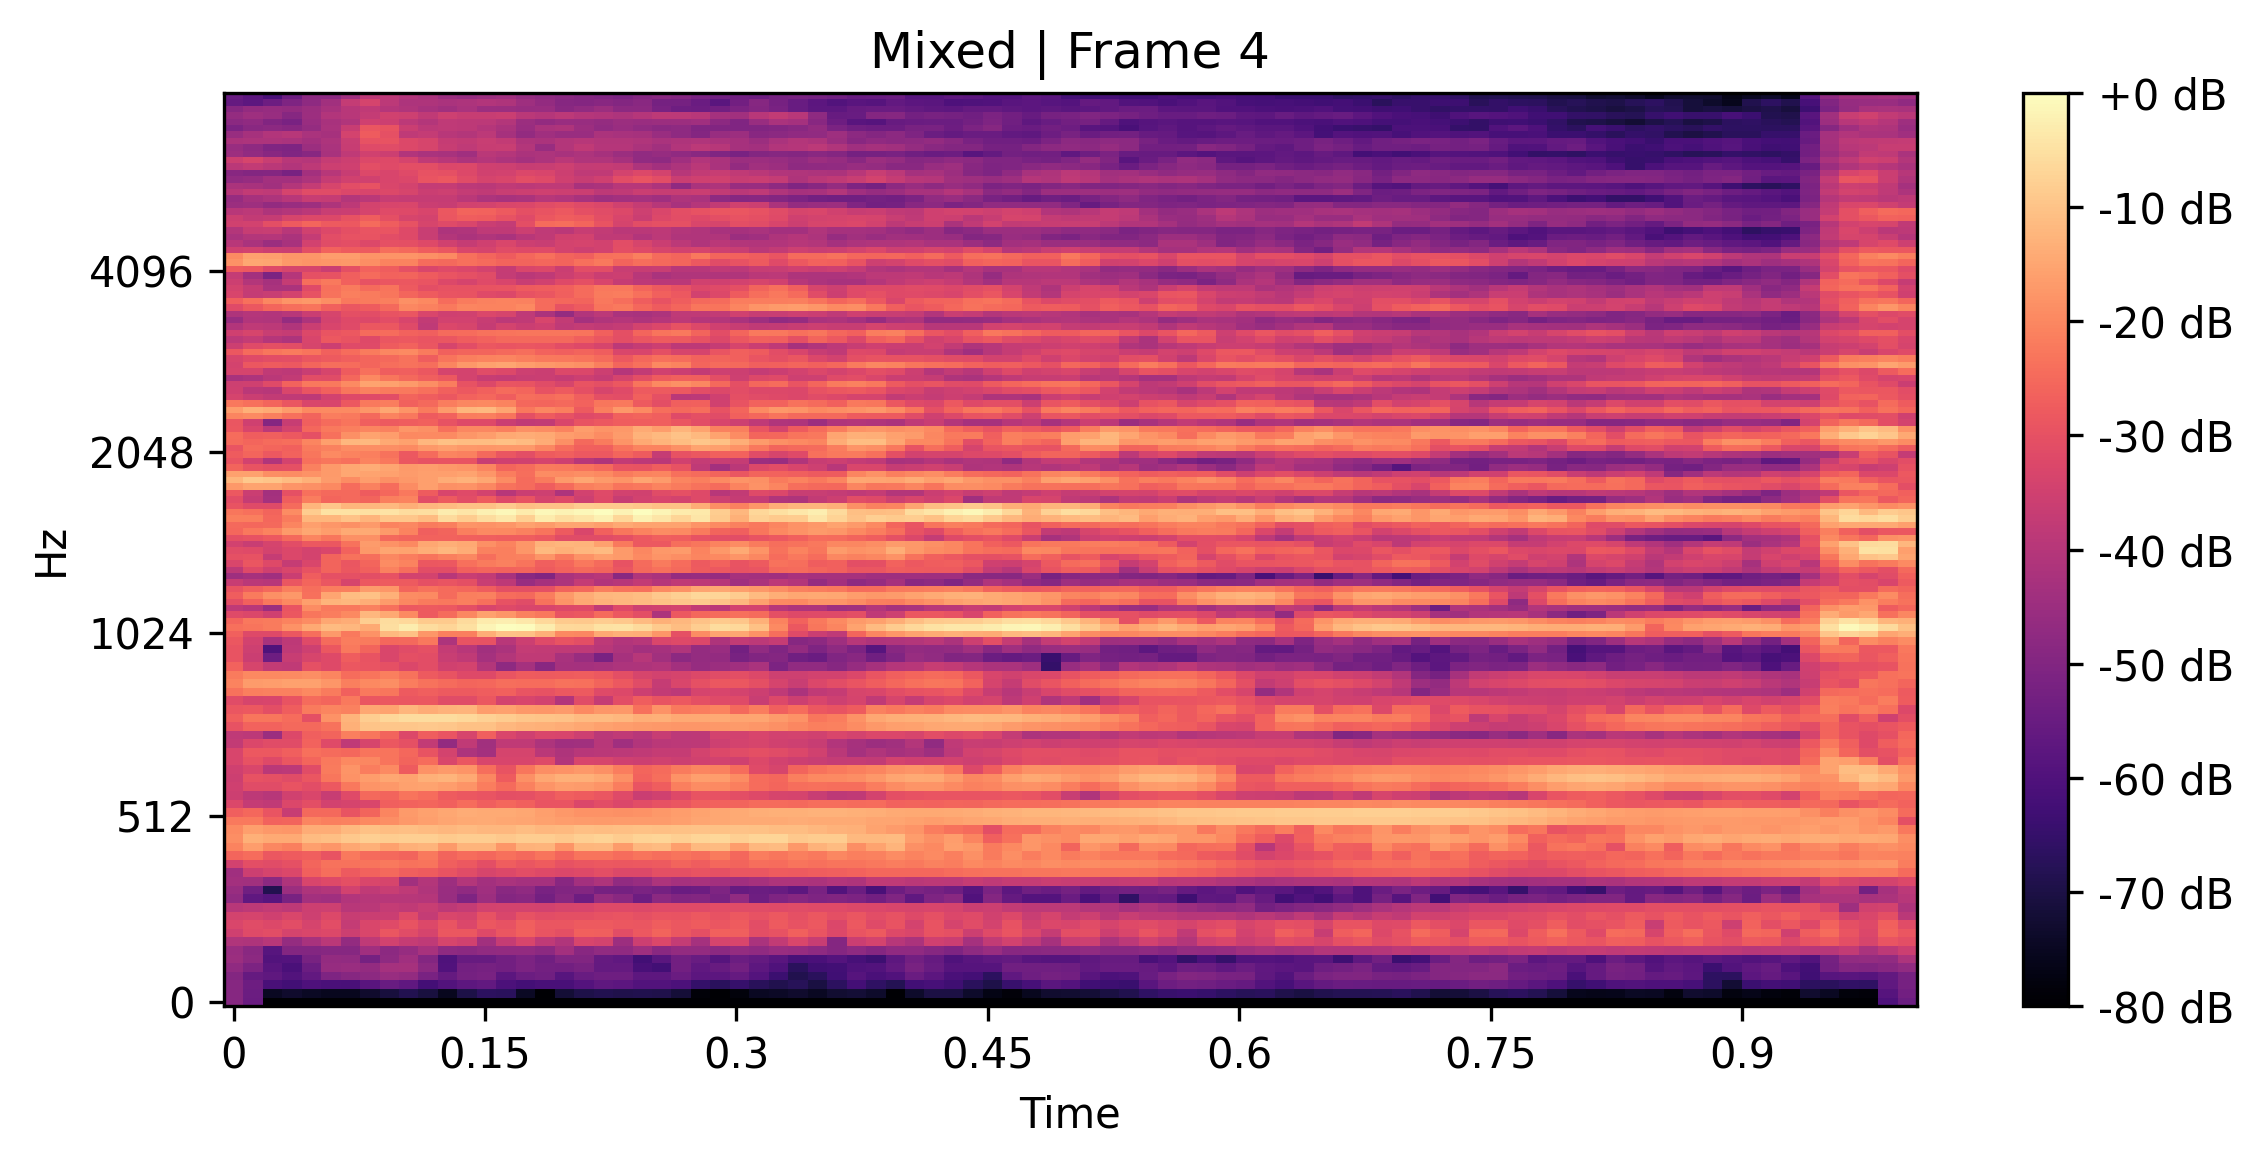 Mixed | Frame 4
Hz
4096
2048
1024
512
0
0 0.15 0.3 0.45 0.6 0.75 0.9
Time
+0 dB
-10 dB
-20 dB
-30 dB
-40 dB
-50 dB
-60 dB
-70 dB
-80 dB